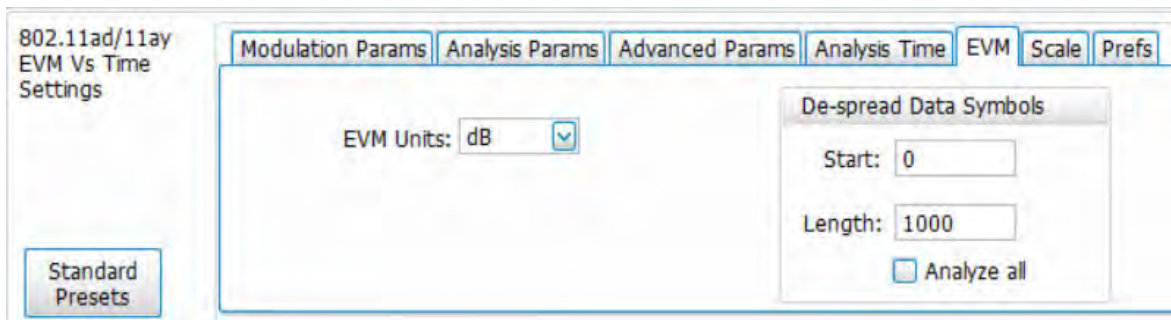 802.11ad/11ay
EVM Vs Time
Settings
Modulation Params Analysis Params Advanced Params Analysis Time EVM Scale Prefs
EVM Units: dB
De-spread Data Symbols
Start: 0
Length: 1000
Analyze all
Standard
Presets